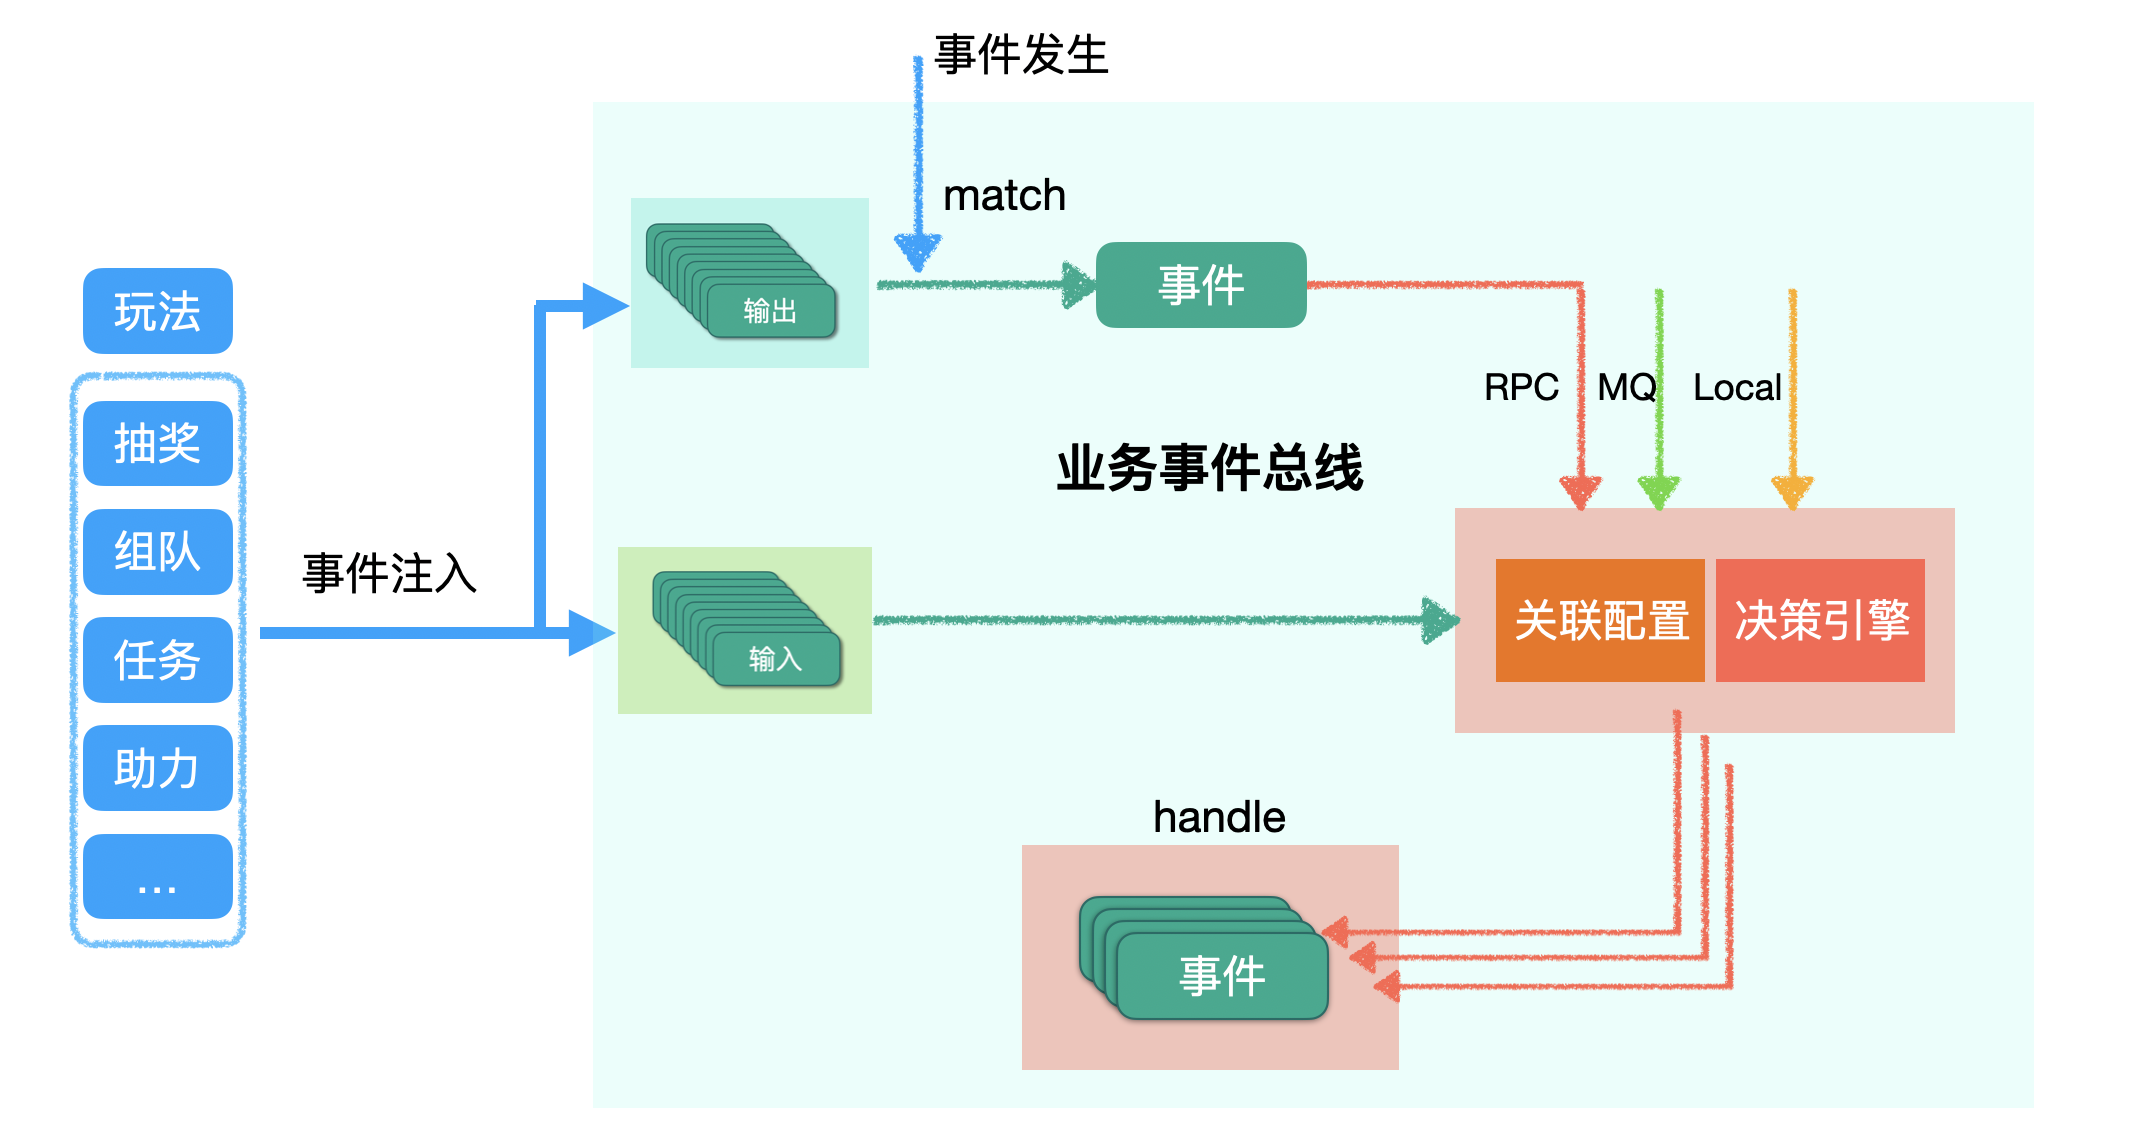 事件发生
match
玩法
抽奖
组队
任务
助力
...
事件注入
输出
事件
RPC
MQ
Local
业务事件总线
输入
关联配置
决策引擎
handle
事件